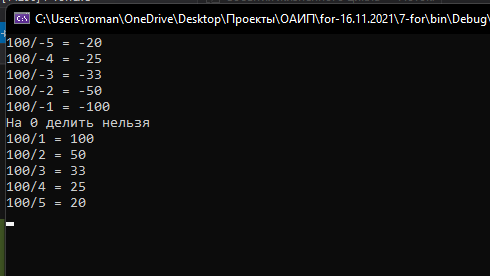 C:\Users\roman\OneDrive\Desktop\Проекты\ОАИП\for-16.11.2021\7-for\bin\Debug\
100/-5 = -20
100/-4 = -25
100/-3 = -33
100/-2 = -50
100/-1 = -100
На 0 делить нельзя
100/1 = 100
100/2 = 50
100/3 = 33
100/4 = 25
100/5 = 20